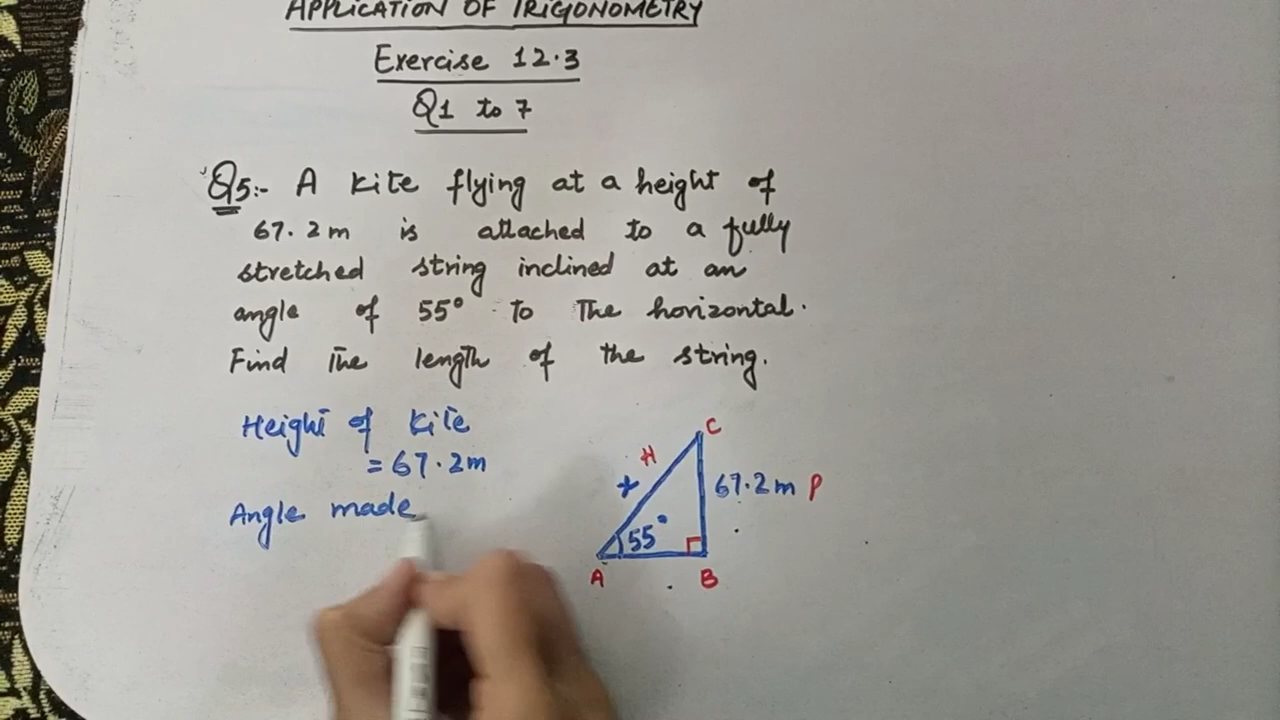 APPLICATION OF TRIGONOMETRY
Exercise 12.3
Q1 to 7
Q5:- A kite flying at a height of
67.2m is attached to a fully
stretched string inclined at an
angle of 55° to the horizontal.
Find the length of the string.
Height of kite
= 67.2m
Angle made
C
H
x
67.2m P
55°
A
B